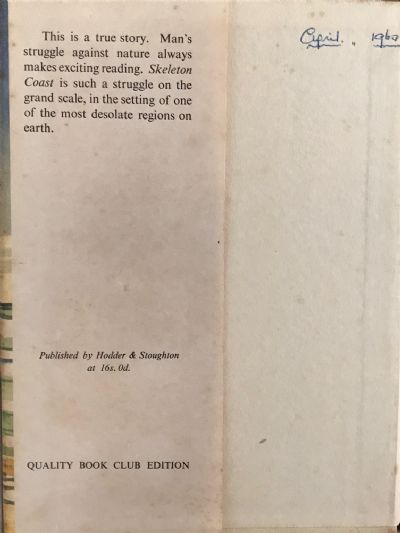 This is a true story. Man's
struggle against nature always
makes exciting reading. Skeleton
Coast is such a struggle on the
grand scale, in the setting of one
of the most desolate regions on
earth.
April. „ 1960
Published by Hodder & Stoughton
at 16s. 0d.
QUALITY BOOK CLUB EDITION